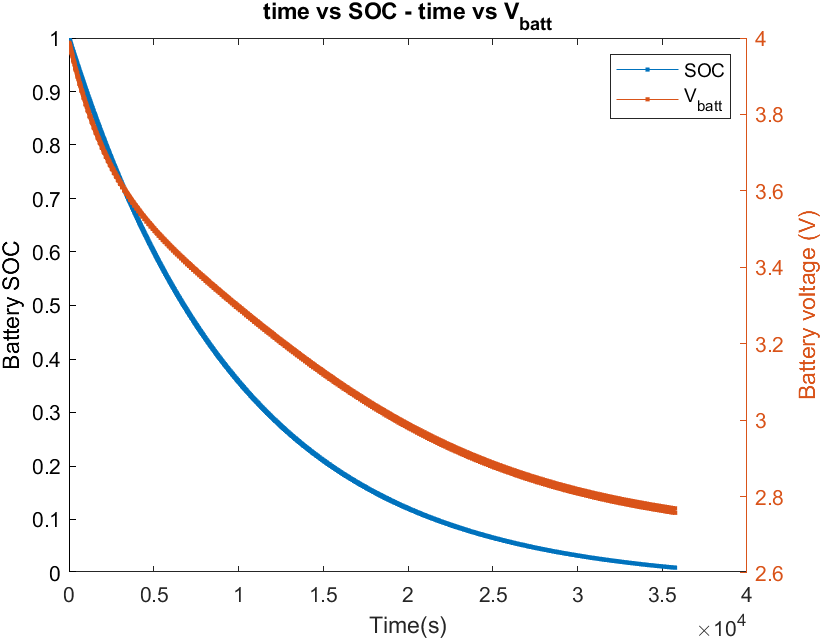 time vs SOC - time vs V_batt
SOC
V_batt
Battery SOC
1
0.9
0.8
0.7
0.6
0.5
0.4
0.3
0.2
0.1
0
4
3.8
3.6
3.4
3.2
3
2.8
2.6
Battery voltage (V)
0 0.5 1 1.5 2 2.5 3 3.5 4
Time(s)
×10^4